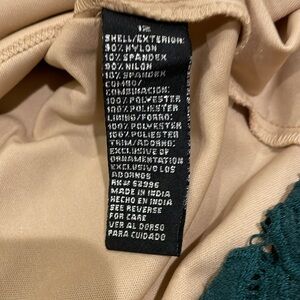 SHELL/EXTERIOR:
90% NYLON
10% SPANDEX
90% NILON
10% SPANDEX
COMBO/
COMBINACION:
100% POLYESTER
100% POLIESTER
LINING/FORRO:
100% POLYESTER
100% POLIESTER
TRIM/ADORNO:
EXCLUSIVE OF
ORNAMENTATION
EXCLUSIVO LOS
ADORNOS
RN# 52996
MADE IN INDIA
HECHO EN INDIA
SEE REVERSE
FOR CARE
VER AL DORSO
PARA CUIDADO